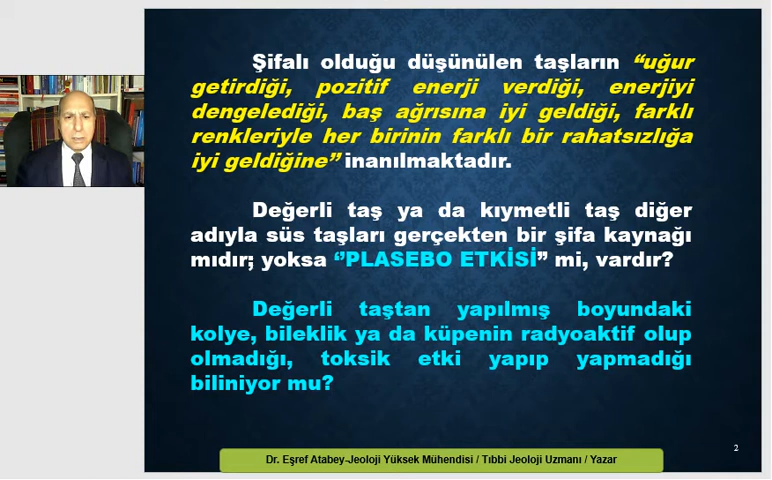 Şifalı olduğu düşünülen taşların “uğur
getirdiği, pozitif enerji verdiği, enerjiyi
dengelediği, baş ağrısına iyi geldiği, farklı
renkleriyle her birinin farklı bir rahatsızlığa
iyi geldiğine” inanılmaktadır.
Değerli taş ya da kıymetli taş diğer
adıyla süs taşları gerçekten bir şifa kaynağı
mıdır; yoksa ‘’PLASEBO ETKİSİ” mi, vardır?
Değerli taştan yapılmış boyundaki
kolye, bileklik ya da küpenin radyoaktif olup
olmadığı, toksik etki yapıp yapmadığı
biliniyor mu?
2
Dr. Eşref Atabey-Jeoloji Yüksek Mühendisi / Tıbbi Jeoloji Uzmanı / Yazar